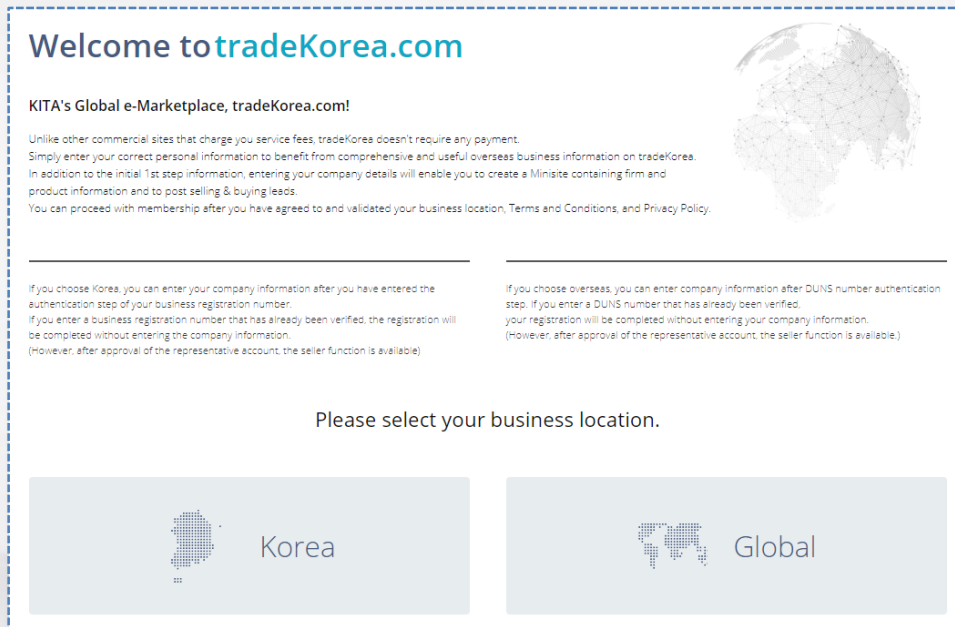 Welcome to tradeKorea.com
KITA's Global e-Marketplace, tradeKorea.com!
Unlike other commercial sites that charge you service fees, tradeKorea doesn't require any payment.
Simply enter your correct personal information to benefit from comprehensive and useful overseas business information on tradeKorea.
In addition to the initial 1st step information, entering your company details will enable you to create a Minisite containing firm and
product information and to post selling & buying leads.
You can proceed with membership after you have agreed to and validated your business location, Terms and Conditions, and Privacy Policy.
If you choose Korea, you can enter your company information after you have entered the
authentication step of your business registration number.
If you enter a business registration number that has already been verified, the registration will
be completed without entering the company information.
(However, after approval of the representative account, the seller function is available)
If you choose overseas, you can enter company information after DUNS number authentication
step. If you enter a DUNS number that has already been verified,
your registration will be completed without entering your company information.
(However, after approval of the representative account, the seller function is available.)
Please select your business location.
Korea
Global